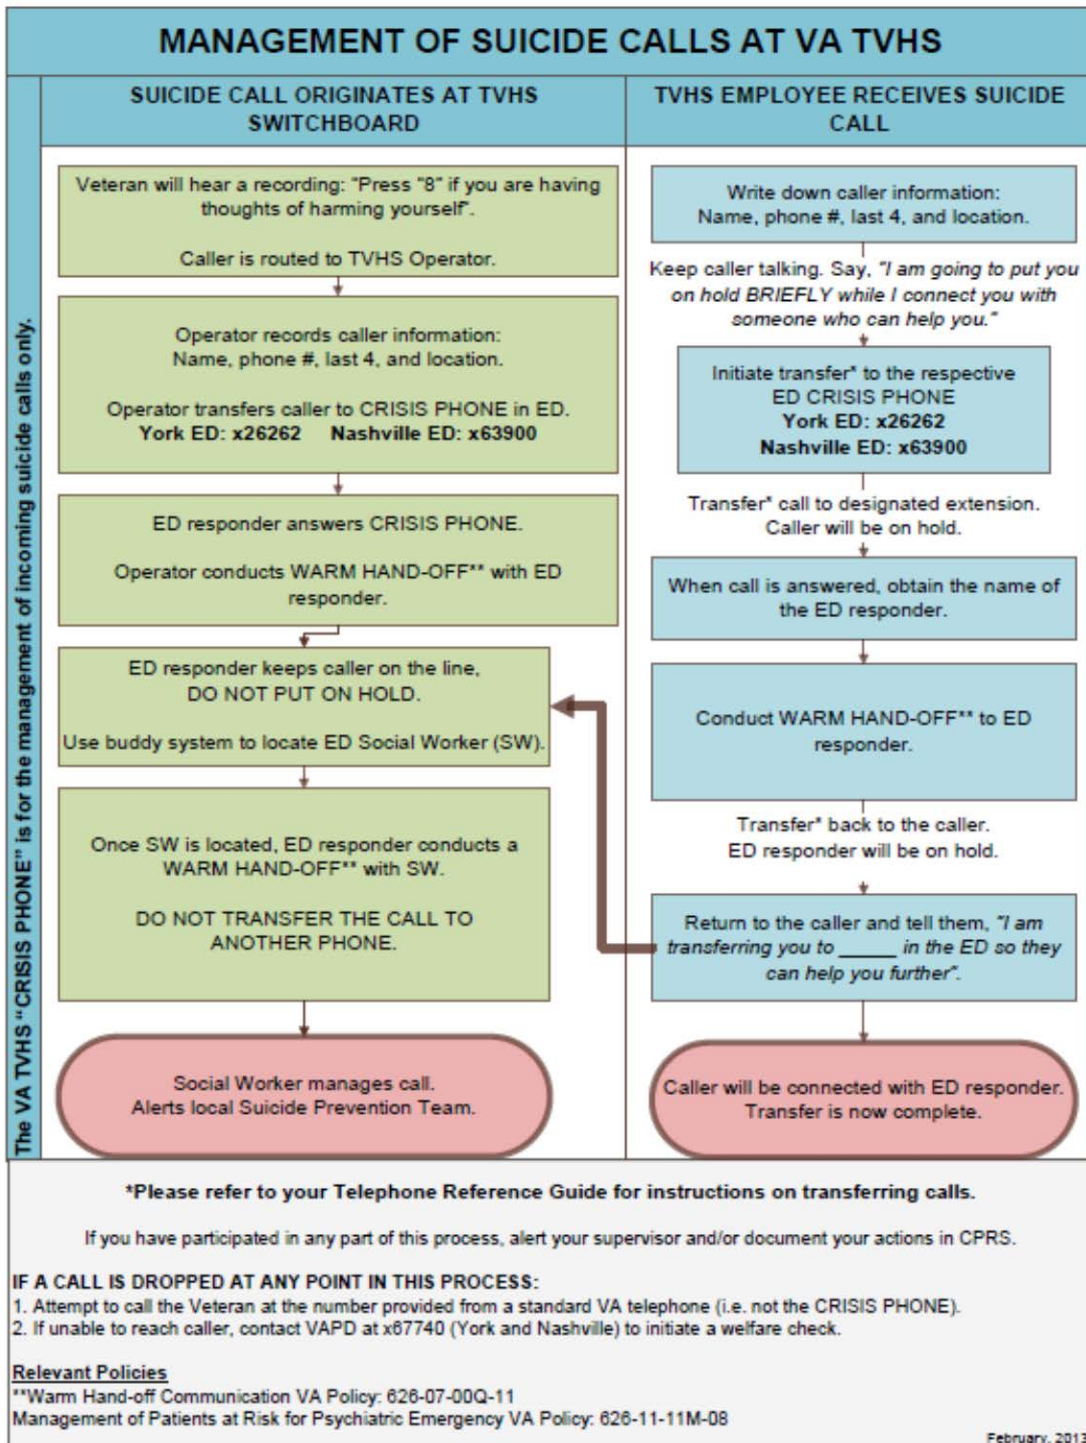 MANAGEMENT OF SUICIDE CALLS AT VA TVHS
The VA TVHS "CRISIS PHONE" is for the management of incoming suicide calls only.
SUICIDE CALL ORIGINATES AT TVHS
SWITCHBOARD
Veteran will hear a recording: "Press "8" if you are having
thoughts of harming yourself".
Caller is routed to TVHS Operator.
Operator records caller information:
Name, phone #, last 4, and location.
Operator transfers caller to CRISIS PHONE in ED.
York ED: x26262 Nashville ED: x63900
ED responder answers CRISIS PHONE.
Operator conducts WARM HAND-OFF** with ED
responder.
ED responder keeps caller on the line,
DO NOT PUT ON HOLD.
Use buddy system to locate ED Social Worker (SW).
Once SW is located, ED responder conducts a
WARM HAND-OFF** with SW.
DO NOT TRANSFER THE CALL TO
ANOTHER PHONE.
Social Worker manages call.
Alerts local Suicide Prevention Team.
TVHS EMPLOYEE RECEIVES SUICIDE
CALL
Write down caller information:
Name, phone #, last 4, and location.
Keep caller talking. Say, "I am going to put you
on hold BRIEFLY while I connect you with
someone who can help you."
Initiate transfer* to the respective
ED CRISIS PHONE
York ED: x26262
Nashville ED: x63900
Transfer* call to designated extension.
Caller will be on hold.
When call is answered, obtain the name of
the ED responder.
Conduct WARM HAND-OFF** to ED
responder.
Transfer* back to the caller.
ED responder will be on hold.
Return to the caller and tell them, "I am
transferring you to _____ in the ED so they
can help you further".
Caller will be connected with ED responder.
Transfer is now complete.
*Please refer to your Telephone Reference Guide for instructions on transferring calls.
If you have participated in any part of this process, alert your supervisor and/or document your actions in CPRS.
IF A CALL IS DROPPED AT ANY POINT IN THIS PROCESS:
1. Attempt to call the Veteran at the number provided from a standard VA telephone (i.e. not the CRISIS PHONE).
2. If unable to reach caller, contact VAPD at x67740 (York and Nashville) to initiate a welfare check.
Relevant Policies
**Warm Hand-off Communication VA Policy: 626-07-00Q-11
Management of Patients at Risk for Psychiatric Emergency VA Policy: 626-11-11M-08
February, 2013